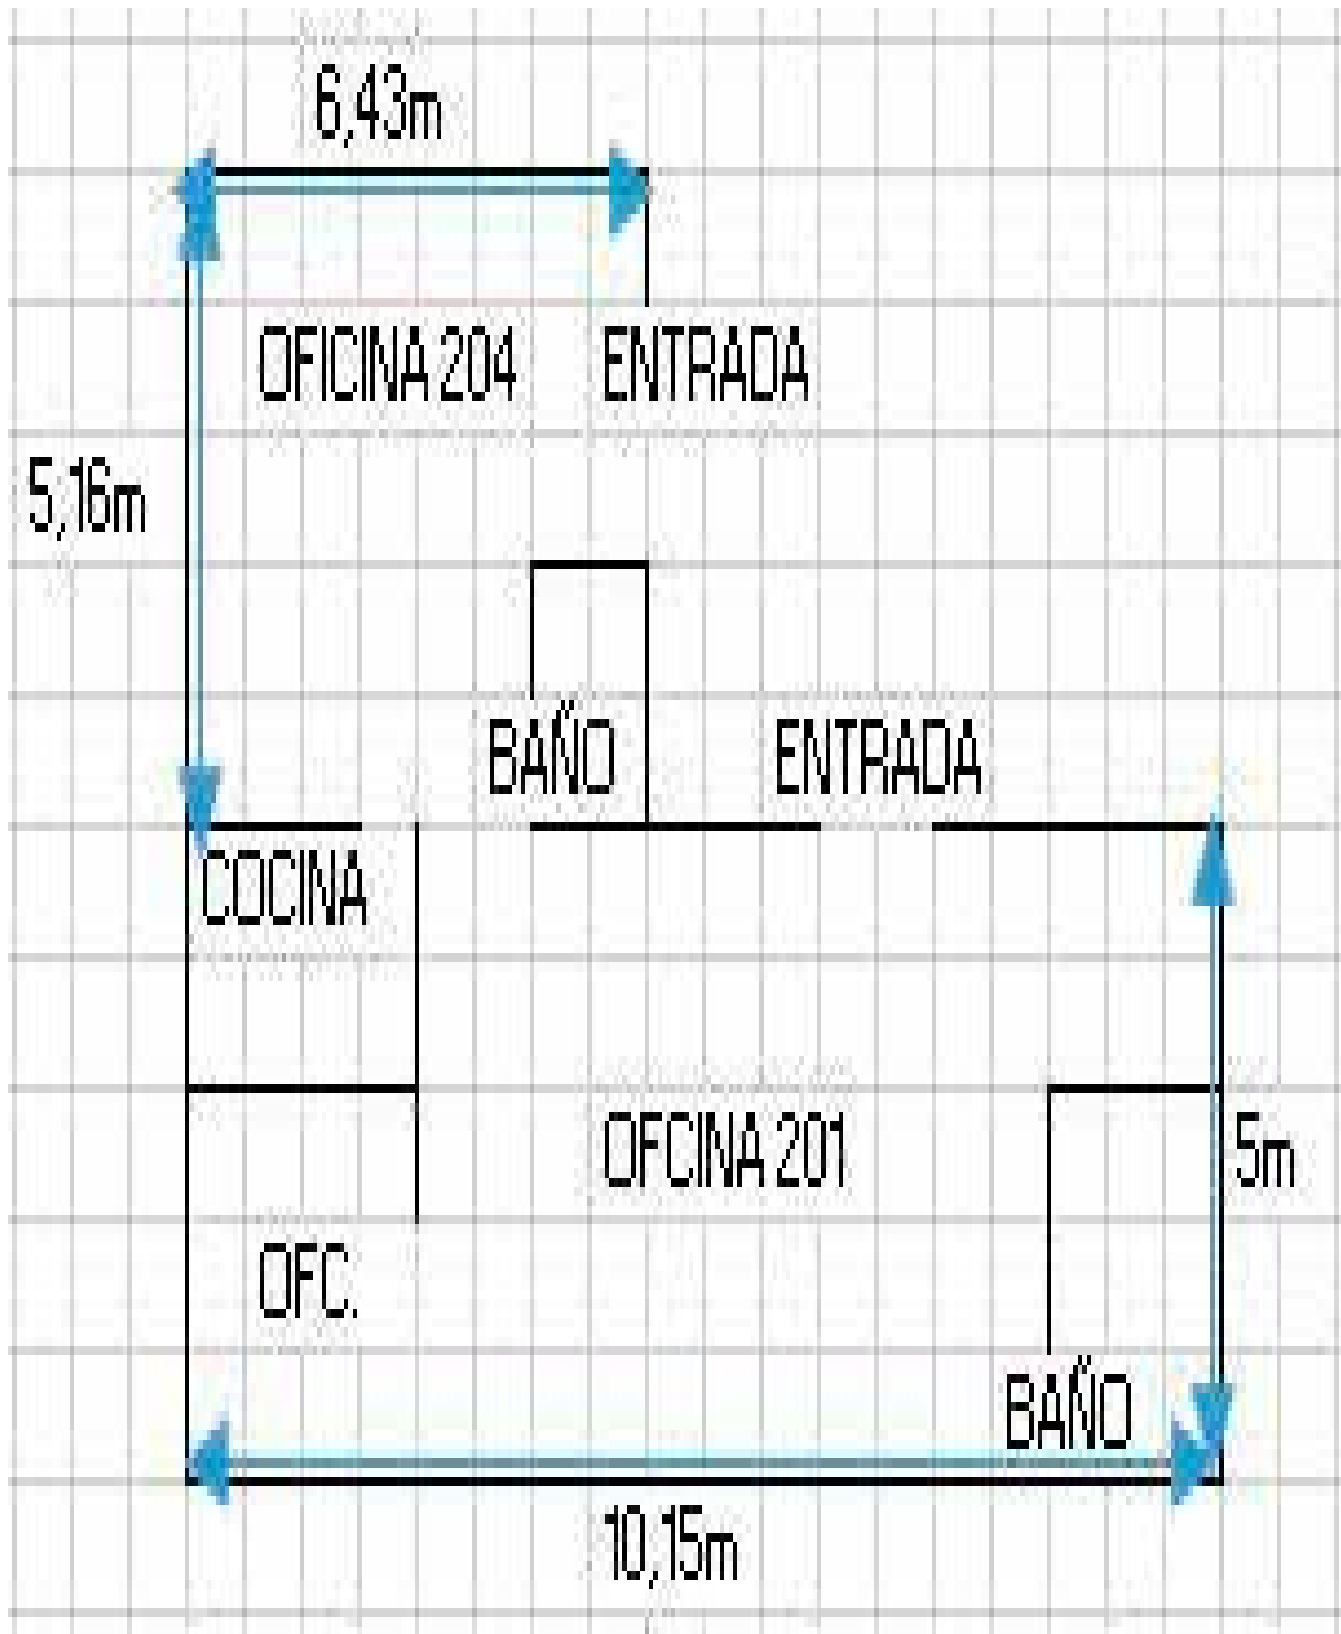 6,43m
OFICINA 204
ENTRADA
5,16m
BAÑO
ENTRADA
COCINA
OFCINA 201
5m
OFC.
BAÑO
10,15m